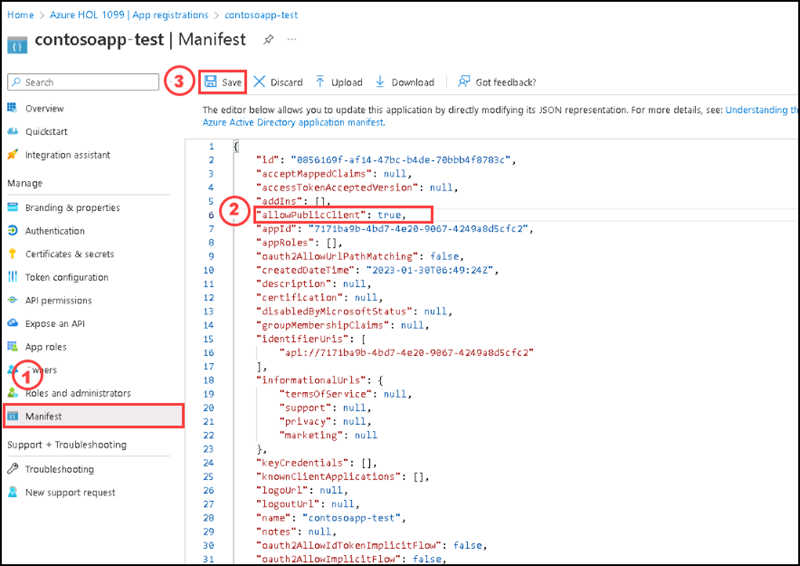 Home > Azure HOL 1099 | App registrations > contosoapp-test
contosoapp-test | Manifest
Search
3
Save
Discard
Upload
Download
Got feedback?
Overview
Quickstart
Integration assistant
Manage
Branding & properties
Authentication
Certificates & secrets
Token configuration
API permissions
Expose an API
App roles
1
Roles and administrators
Manifest
Support + Troubleshooting
Troubleshooting
New support request
The editor below allows you to update this application by directly modifying its JSON representation. For more details, see: Understanding th
Azure Active Directory application manifest.
2
1 {
2 "id": "0856169f-af14-47bc-b4de-70bbb4f8783c",
3 "acceptMappedClaims": null,
4 "accessTokenAcceptedVersion": null,
5 "addIns": [],
6 "allowPublicClient": true,
7 "appId": "7171ba9b-4bd7-4e20-9067-4249a8d5cfc2",
8 "appRoles": [],
9 "oauth2AllowUrlPathMatching": false,
10 "createdDateTime": "2023-01-30T06:49:24Z",
11 "description": null,
12 "certification": null,
13 "disabledByMicrosoftStatus": null,
14 "groupMembershipClaims": null,
15 "identifierUris": [
16 "api://7171ba9b-4bd7-4e20-9067-4249a8d5cfc2"
17 ],
18 "informationalUrls": {
19 "termsOfService": null,
20 "support": null,
21 "privacy": null,
22 "marketing": null
23 },
24 "keyCredentials": [],
25 "knownClientApplications": [],
26 "logoUrl": null,
27 "logoutUrl": null,
28 "name": "contosoapp-test",
29 "notes": null,
30 "oauth2AllowIdTokenImplicitFlow": false,
31 "oauth2AllowImplicitFlow": false,